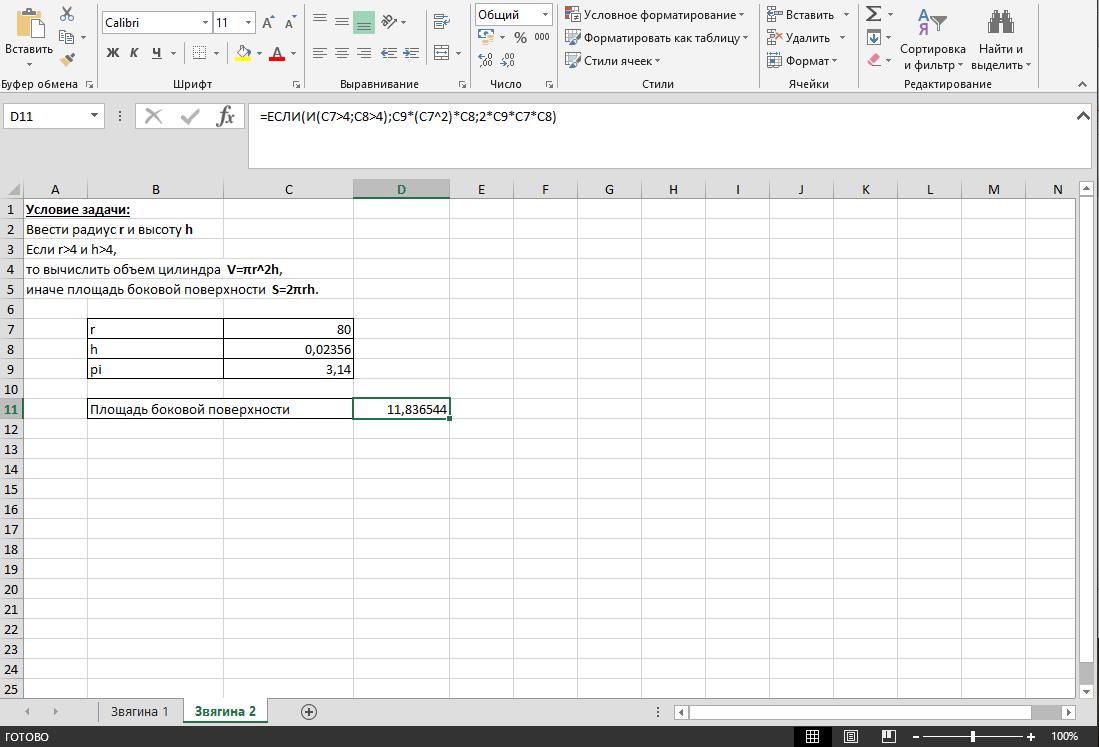 Calibri 11 Общий Условное форматирование Вставить Σ
Вставить Ж К Ч А % 000 Форматировать как таблицу Удалить Сортировка и фильтр Найти и выделить
Стили ячеек Формат
Буфер обмена Шрифт Выравнивание Число Стили Ячейки Редактирование
D11 fx =ЕСЛИ(И(C7>4;C8>4);C9*(C7^2)*C8;2*C9*C7*C8)
A B C D E F G H I J K L M N
1 Условие задачи:
2 Ввести радиус r и высоту h
3 Если r>4 и h>4,
4 то вычислить объем цилиндра V=πr^2h,
5 иначе площадь боковой поверхности S=2πrh.
6
7 r 80
8 h 0,02356
9 pi 3,14
10
11 Площадь боковой поверхности 11,836544
12
13
14
15
16
17
18
19
20
21
22
23
24
25
Звягина 1 Звягина 2
ГОТОВО 100%